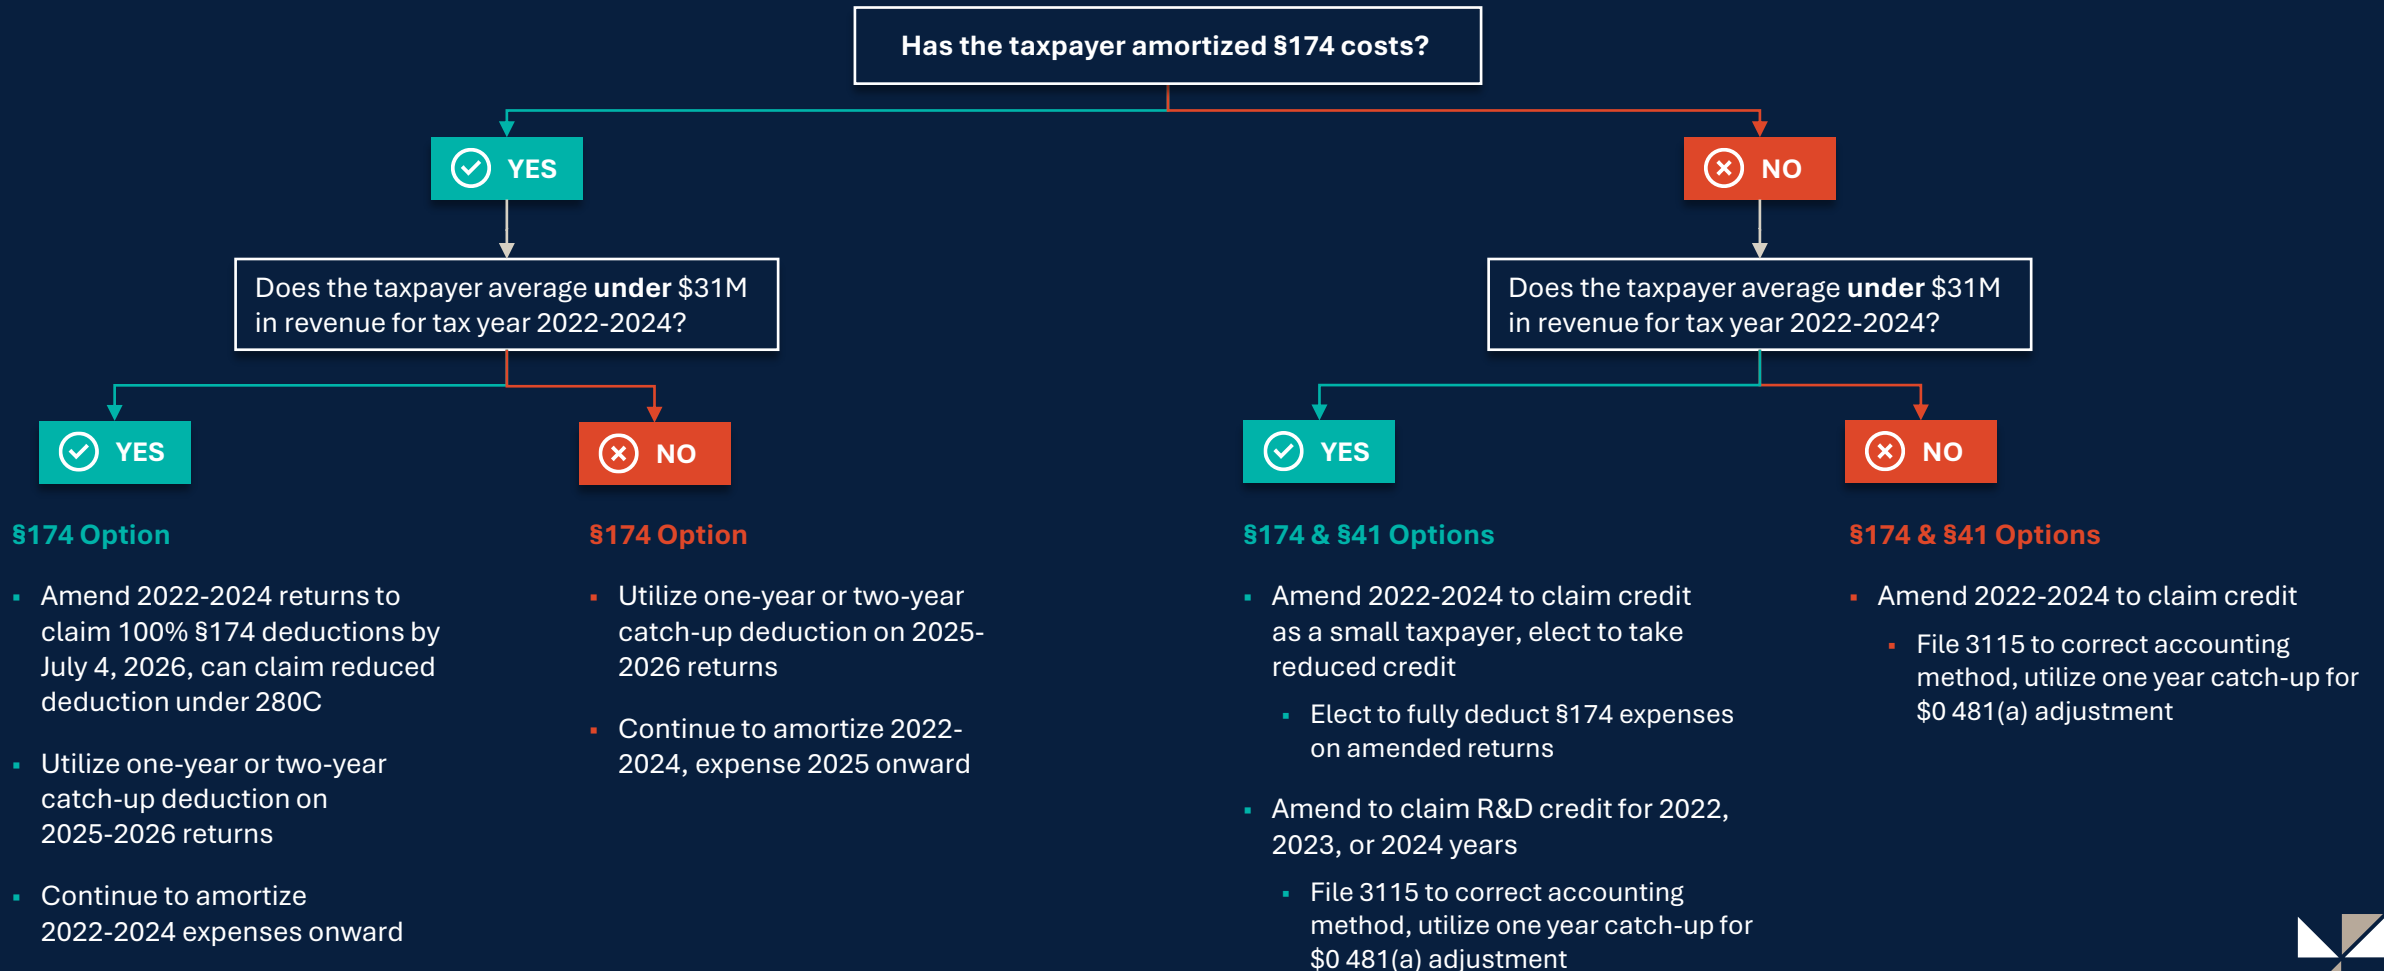 Has the taxpayer amortized §174 costs?
YES
NO
Does the taxpayer average under $31M
in revenue for tax year 2022-2024?
Does the taxpayer average under $31M
in revenue for tax year 2022-2024?
YES
NO
YES
NO
§174 Option
▪ Amend 2022-2024 returns to
claim 100% §174 deductions by
July 4, 2026, can claim reduced
deduction under 280C
▪ Utilize one-year or two-year
catch-up deduction on
2025-2026 returns
▪ Continue to amortize
2022-2024 expenses onward
§174 Option
▪ Utilize one-year or two-year
catch-up deduction on 2025-
2026 returns
▪ Continue to amortize 2022-
2024, expense 2025 onward
§174 & §41 Options
▪ Amend 2022-2024 to claim credit
as a small taxpayer, elect to take
reduced credit
▪ Elect to fully deduct §174 expenses
on amended returns
▪ Amend to claim R&D credit for 2022,
2023, or 2024 years
▪ File 3115 to correct accounting
method, utilize one year catch-up for
$0 481(a) adjustment
§174 & §41 Options
▪ Amend 2022-2024 to claim credit
▪ File 3115 to correct accounting
method, utilize one year catch-up for
$0 481(a) adjustment